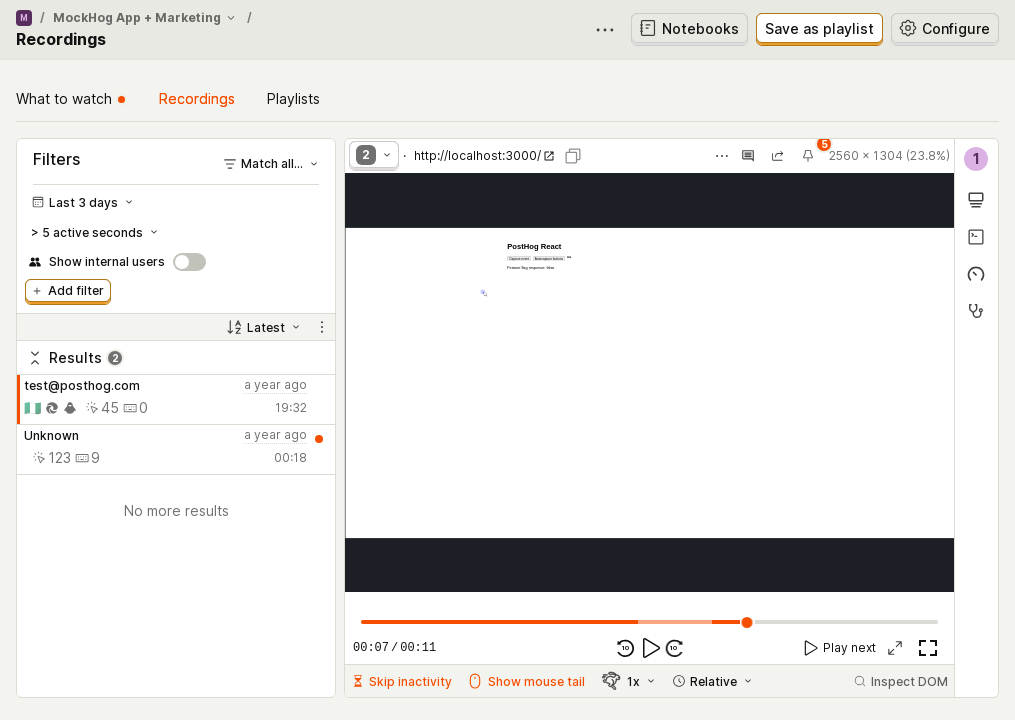 M / MockHog App + Marketing /
Recordings
Notebooks
Save as playlist
Configure
What to watch
Recordings
Playlists
Filters
Match all...
Last 3 days
> 5 active seconds
Show internal users
+ Add filter
Latest
Results 2
test@posthog.com
a year ago
45 0
19:32
Unknown
a year ago
123 9
00:18
No more results
2 · http://localhost:3000/
5
2560 × 1304 (23.8%)
1
PostHog React
Capture event
Autocapture buttons
Feature flag response: false
00:07 / 00:11
10
10
Play next
Skip inactivity
Show mouse tail
1x
Relative
Inspect DOM